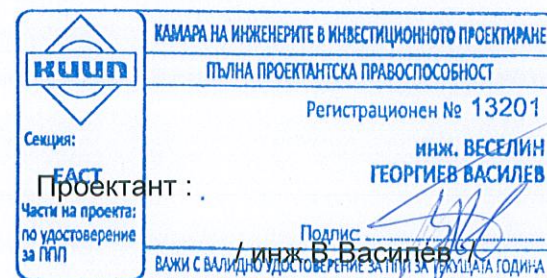 КАМАРА НА ИНЖЕНЕРИТЕ В ИНВЕСТИЦИОННОТО ПРОЕКТИРАНЕ
КИИП
ПЪЛНА ПРОЕКТАНТСКА ПРАВОСПОСОБНОСТ
Регистрационен № 13201
Секция:
ЕАСТ
инж. ВЕСЕЛИН
ГЕОРГИЕВ ВАСИЛЕВ
Проектант :
Части на проекта:
по удостоверение
за ППП
Подпис:
/ инж.В.Василев /
ВАЖИ С ВАЛИДНО УДОСТОВЕРЕНИЕ ЗА ППП ЗА ТЕКУЩАТА ГОДИНА